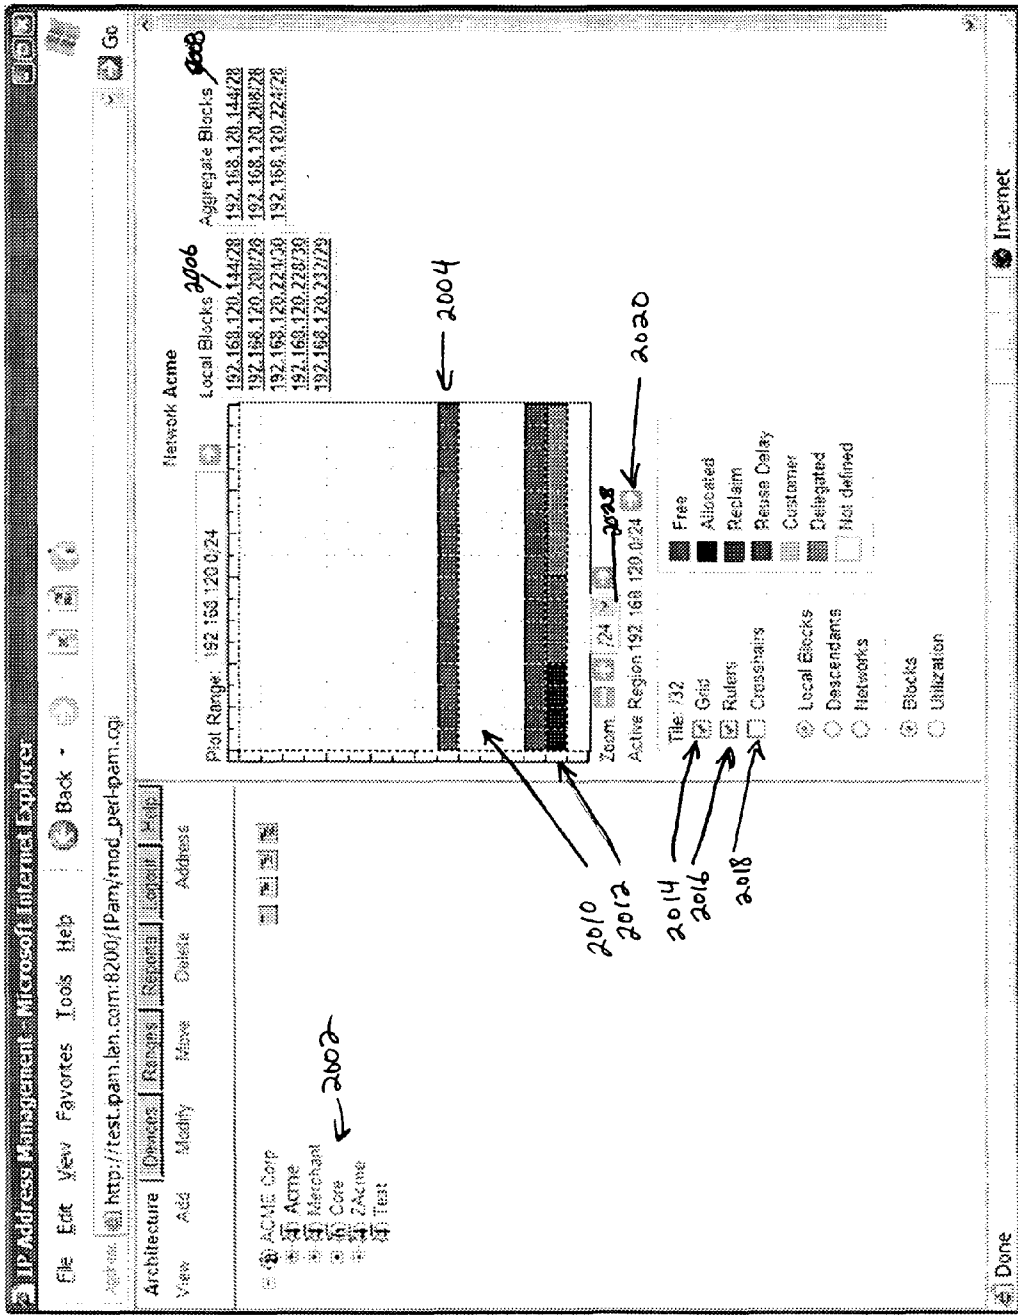 IP Address Management - Microsoft Internet Explorer
File Edit View Favorites Tools Help Back
http://test.ipam.lan.com:8200/IPam/mod_perl-ipam.cgi Go
Architecture Devices Ranges Reports Logout Help
View Add Modify Move Delete Address
ACME Corp
Acme
Merchant
Core
2Acme
Test
2002
Network Acme
Plot Range: 192.168.120.0/24
Local Blocks 2006
192.168.120.144/28
192.168.120.208/28
192.168.120.224/30
192.168.120.228/30
192.168.120.232/29
Aggregate Blocks 2008
192.168.120.144/28
192.168.120.208/28
192.168.120.224/28
2004
2010
2012
Zoom: /24 2028
Active Region 192.168.120.0/24
2020
Tile: /32
Grid
Rulers
Crosshairs
2014
2016
2018
Local Blocks
Descendants
Networks
Blocks
Utilization
Free
Allocated
Reclaim
Reuse Delay
Customer
Delegated
Not defined
Done
Internet